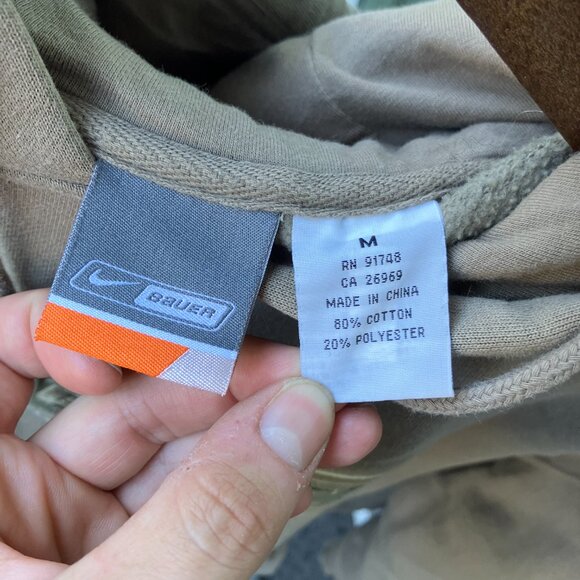 BAUER
M
RN 91748
CA 26969
MADE IN CHINA
80% COTTON
20% POLYESTER